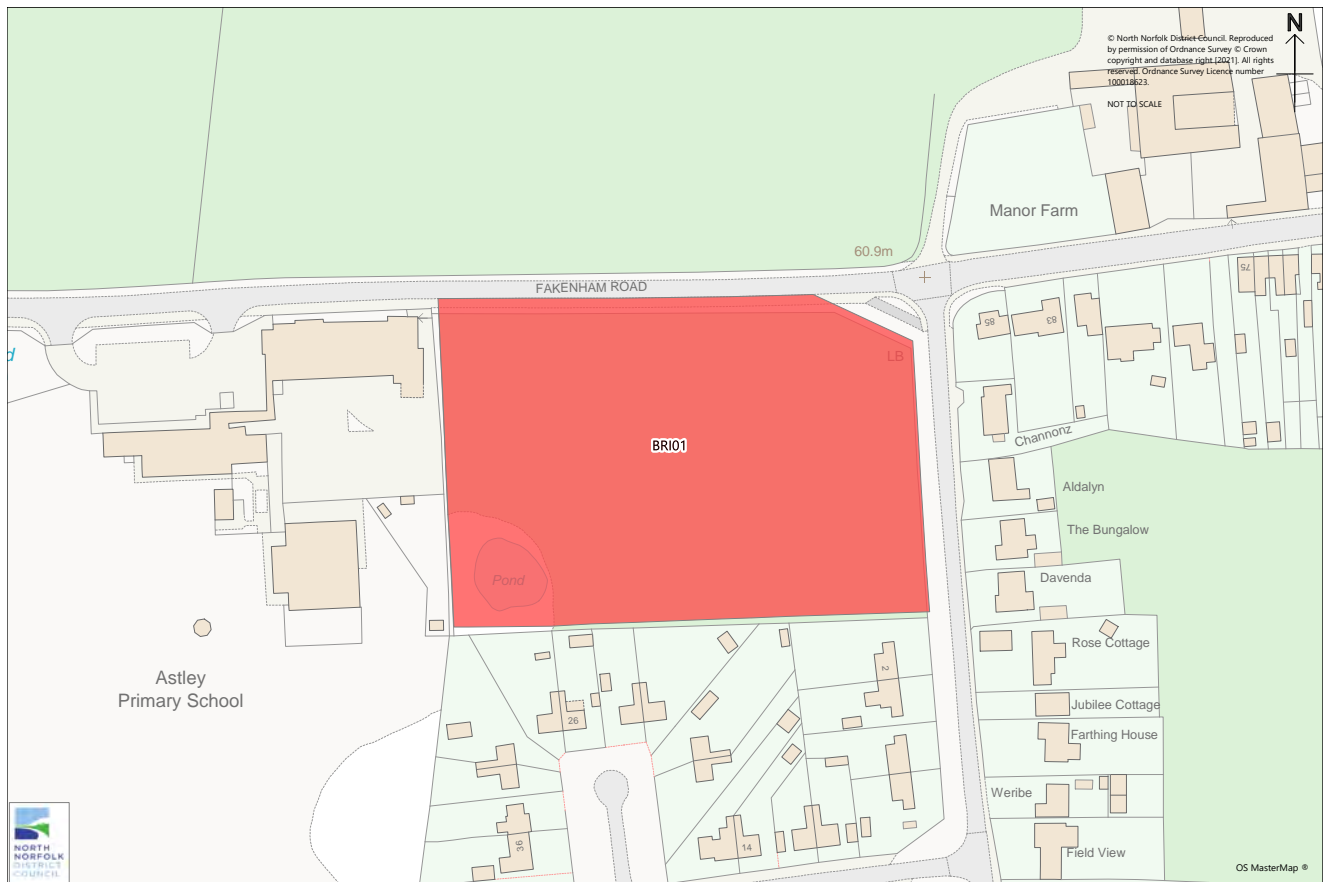 N
© North Norfolk District Council. Reproduced
by permission of Ordnance Survey © Crown
copyright and database right [2021]. All rights
reserved. Ordnance Survey Licence number
100018623.
NOT TO SCALE
Manor Farm
60.9m
FAKENHAM ROAD
75
85
83
d
LB
BRI01
Channonz
Aldalyn
The Bungalow
Pond
Davenda
Rose Cottage
Astley
Primary School
2
Jubilee Cottage
26
Farthing House
Weribe
36
14
Field View
NORTH
NORFOLK
DISTRICT
COUNCIL
OS MasterMap ®